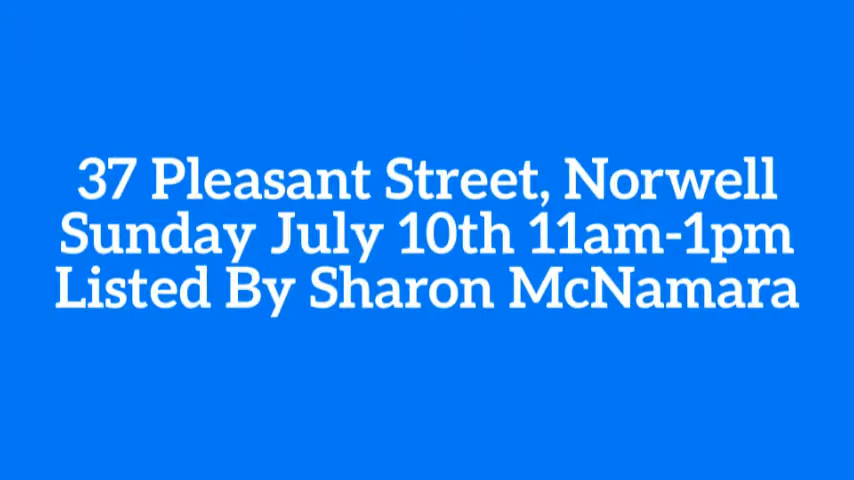 37 Pleasant Street, Norwell
Sunday July 10th 11am-1pm
Listed By Sharon McNamara